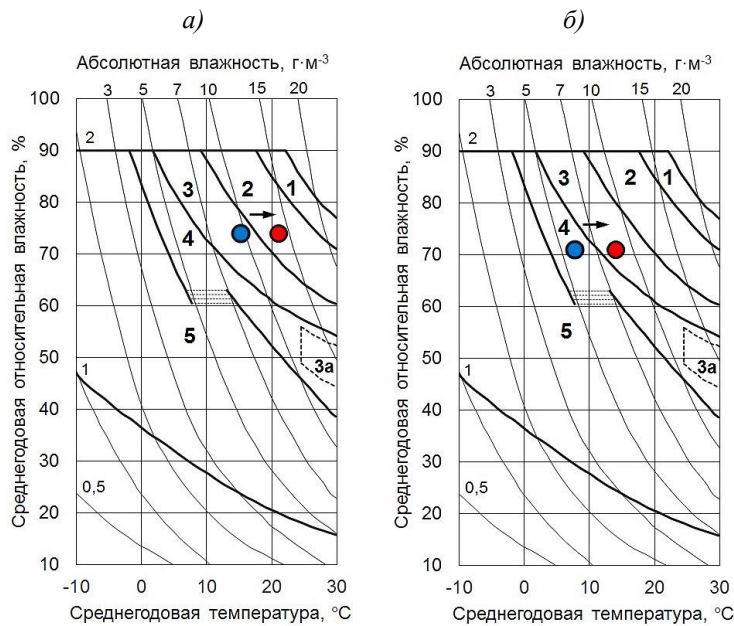 а) б)
Абсолютная влажность, г·м-3 Абсолютная влажность, г·м-3
3 5 7 10 15 20 3 5 7 10 15 20
100 100
2 2
90 90
1 1
3 2 3 2
80 80
4 4
70 70
60 60
5 5
50 50
3а 3а
1 1
40 40
30 30
0,5 0,5
20 20
10 10
-10 0 10 20 30 -10 0 10 20 30
Среднегодовая температура, °С Среднегодовая температура, °С
Среднегодовая относительная влажность, %
Среднегодовая относительная влажность, %